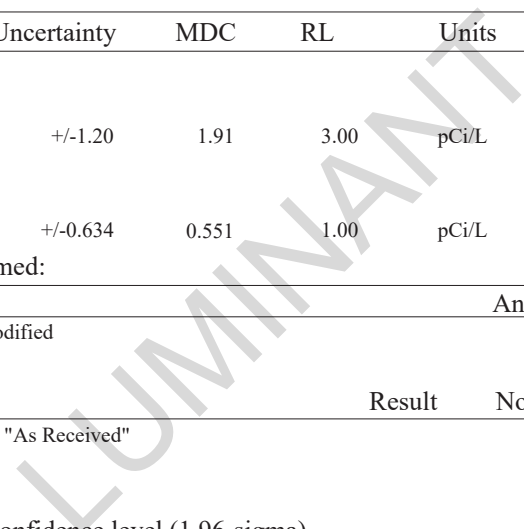 Uncertainty MDC RL Units
+/-1.20 1.91 3.00 pCi/L
+/-0.634 0.551 1.00 pCi/L
med:
An
odified
Result No
"As Received"
onfidence level (1.96-sigma)
LUMINANT